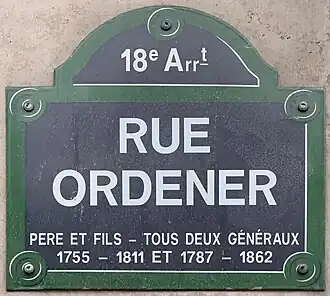 18e Arrt
RUE
ORDENER
PERE ET FILS – TOUS DEUX GÉNÉRAUX
1755 – 1811 ET 1787 – 1862